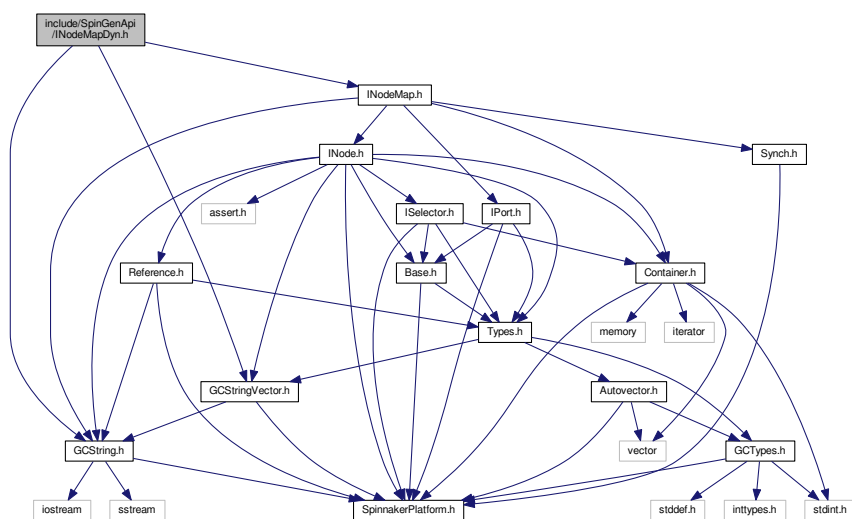 include/SpinGenApi
/INodeMapDyn.h
INodeMap.h
INode.h
Synch.h
assert.h
ISelector.h
IPort.h
Reference.h
Base.h
Container.h
Types.h
memory
iterator
GCStringVector.h
Autovector.h
GCString.h
vector
GCTypes.h
iostream
sstream
SpinnakerPlatform.h
stddef.h
inttypes.h
stdint.h